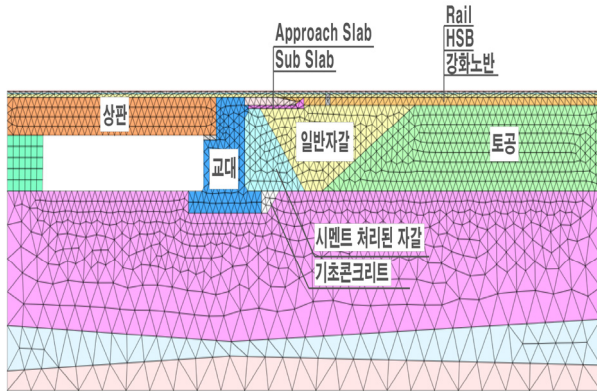 Approach Slab
Sub Slab
Rail
HSB
강화노반
상판
교대
일반자갈
토공
시멘트 처리된 자갈
기초콘크리트